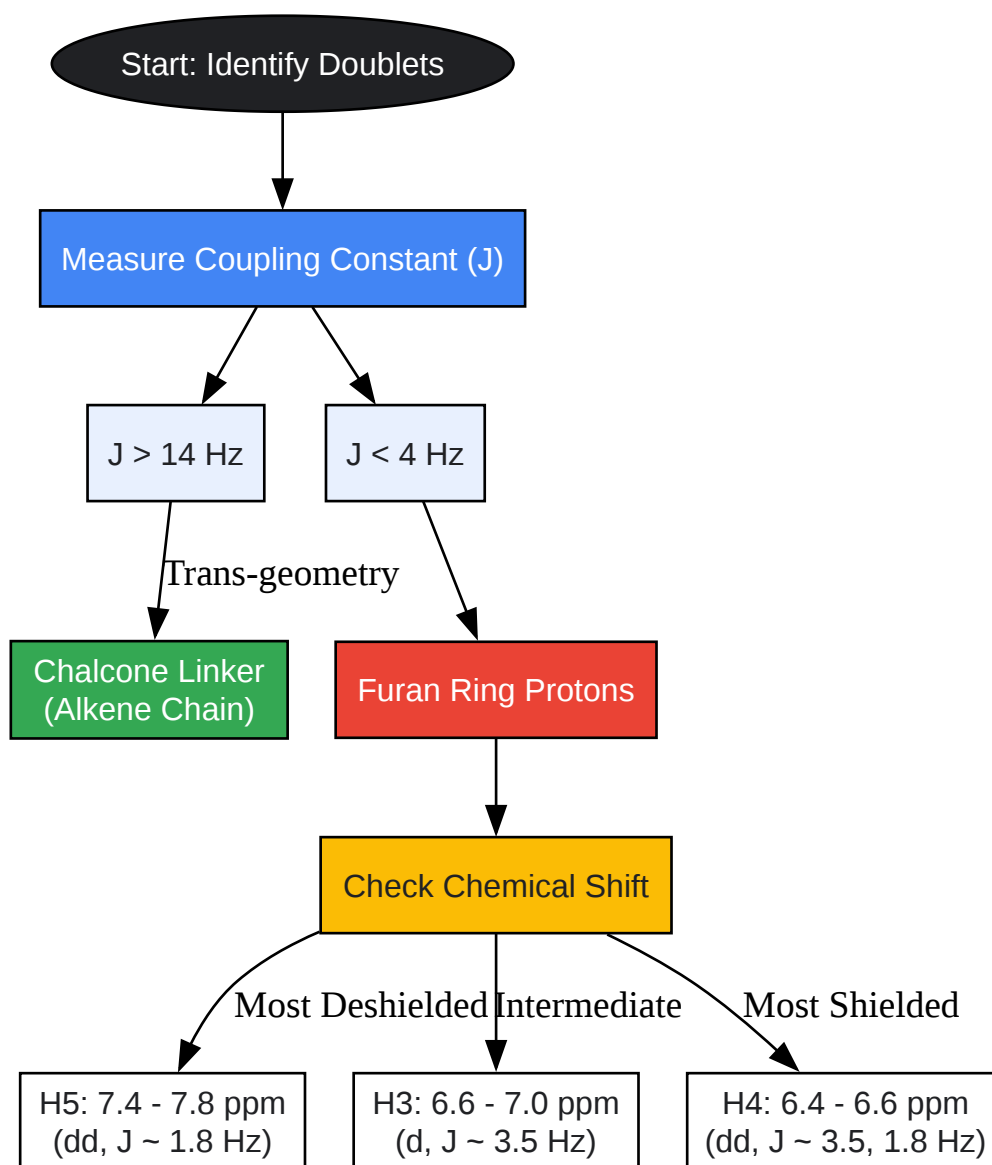 Start: Identify Doublets
Measure Coupling Constant (J)
J > 14 Hz
J < 4 Hz
Trans-geometry
Chalcone Linker
(Alkene Chain)
Furan Ring Protons
Check Chemical Shift
Most Deshielded
Intermediate
Most Shielded
H5: 7.4 - 7.8 ppm
(dd, J ~ 1.8 Hz)
H3: 6.6 - 7.0 ppm
(d, J ~ 3.5 Hz)
H4: 6.4 - 6.6 ppm
(dd, J ~ 3.5, 1.8 Hz)